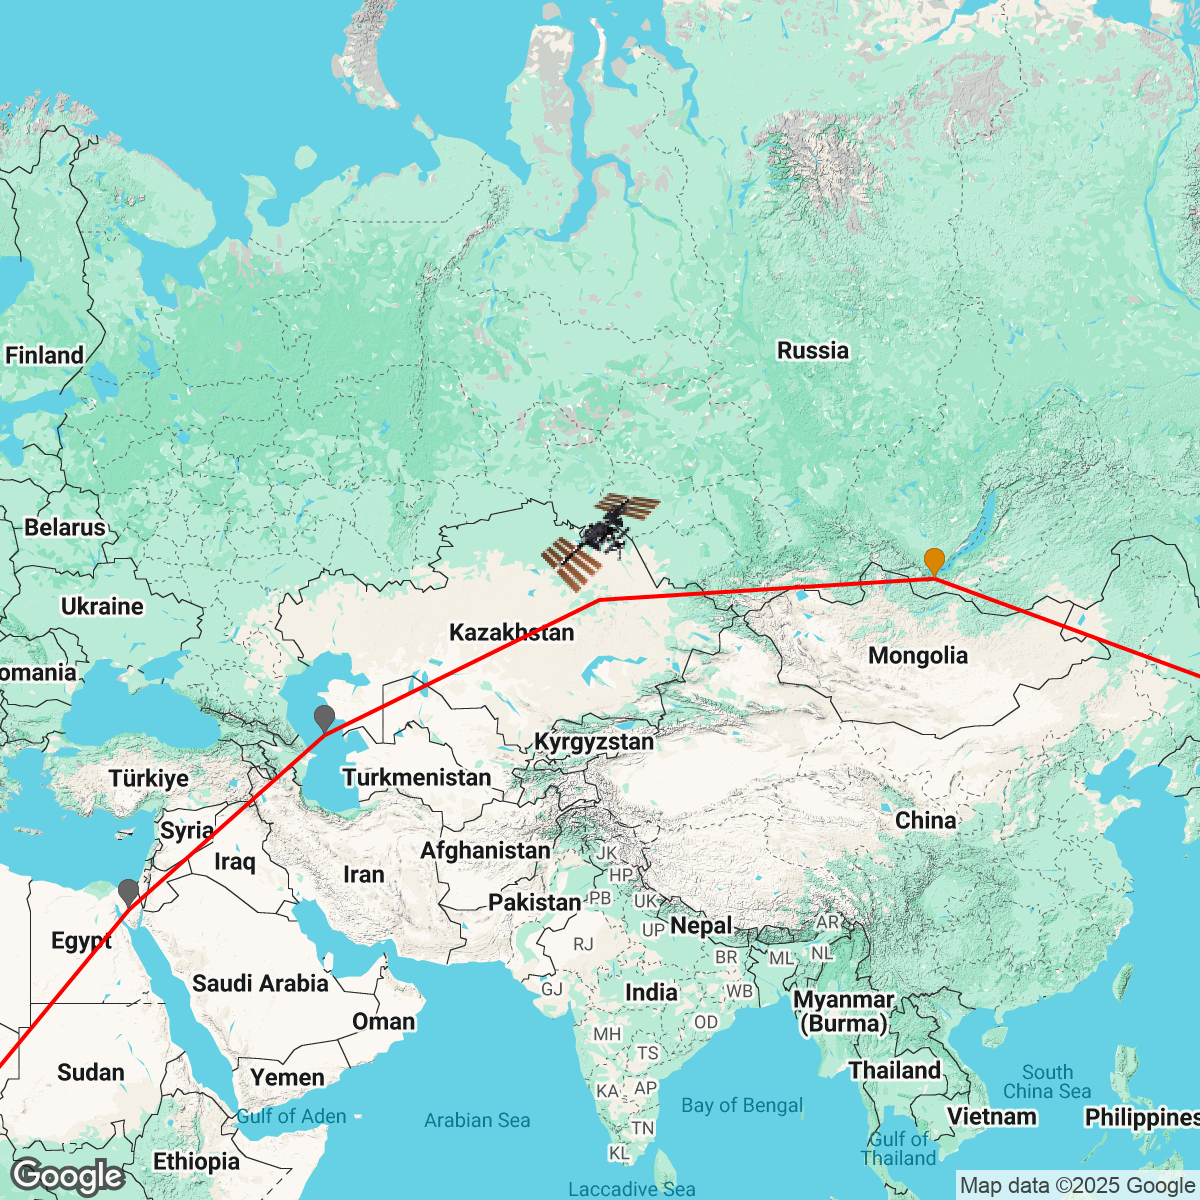 Finland
Russia
Belarus
Ukraine
Kazakhstan
omania
Mongolia
Kyrgyzstan
Türkiye
Turkmenistan
Syria
China
Iraq
Afghanistan
JK
Iran
HP
Pakistan
PB
UK
Nepal
AR
UP
Egypt
RJ
BR
ML
NL
Saudi Arabia
GJ
India
WB
Myanmar
(Burma)
Oman
OD
MH
TS
Sudan
Yemen
Thailand
South
China Sea
KA
AP
Gulf of Aden
Arabian Sea
Bay of Bengal
Vietnam
Philippines
TN
Gulf of
Thailand
KL
Ethiopia
Laccadive Sea
Google
Map data ©2025 Google